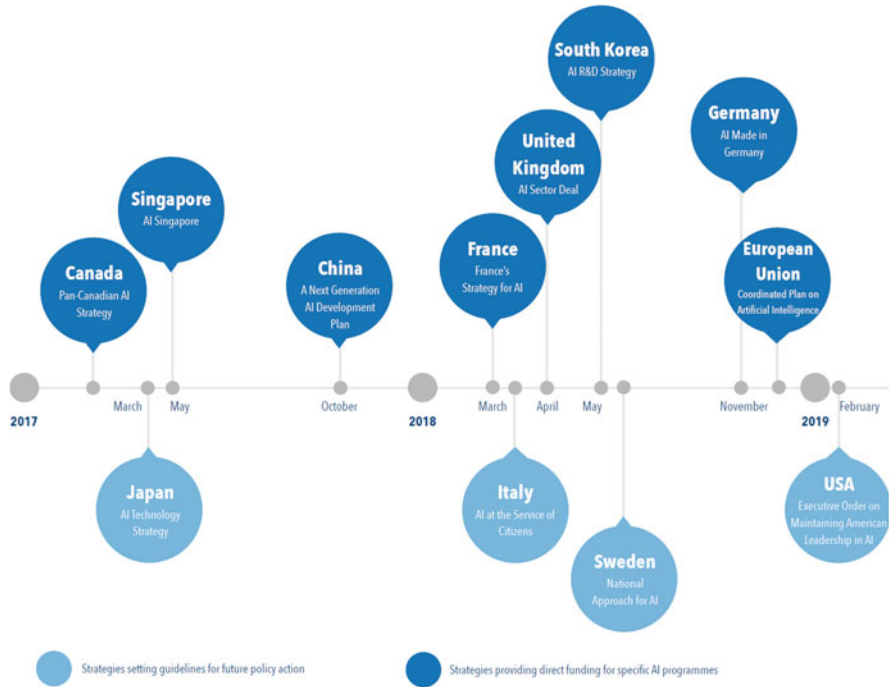 South Korea
AI R&D Strategy
Germany
AI Made in
Germany
United
Kingdom
AI Sector Deal
Singapore
AI Singapore
Canada
Pan-Canadian AI
Strategy
China
A Next Generation
AI Development
Plan
France
France's
Strategy for AI
European
Union
Coordinated Plan on
Artificial Intelligence
2017
March
May
October
2018
March
April
May
November
2019
February
Japan
AI Technology
Strategy
Italy
AI at the Service of
Citizens
Sweden
National
Approach for AI
USA
Executive Order on
Maintaining American
Leadership in AI
Strategies setting guidelines for future policy action
Strategies providing direct funding for specific AI programmes